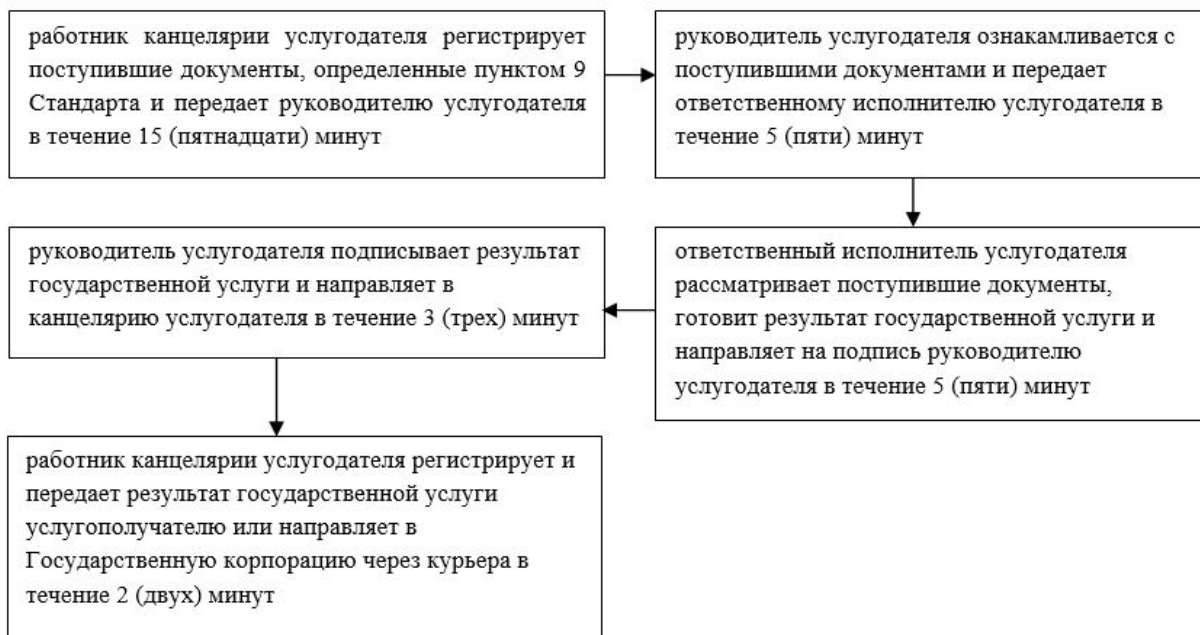 работник канцелярии услугодателя регистрирует
поступившие документы, определенные пунктом 9
Стандарта и передает руководителю услугодателя
в течение 15 (пятнадцати) минут
руководитель услугодателя ознакамливается с
поступившими документами и передает
ответственному исполнителю услугодателя в
течение 5 (пяти) минут
ответственный исполнитель услугодателя
рассматривает поступившие документы,
готовит результат государственной услуги и
направляет на подпись руководителю
услугодателя в течение 5 (пяти) минут
руководитель услугодателя подписывает результат
государственной услуги и направляет в
канцелярию услугодателя в течение 3 (трех) минут
работник канцелярии услугодателя регистрирует и
передает результат государственной услуги
услугополучателю или направляет в
Государственную корпорацию через курьера в
течение 2 (двух) минут